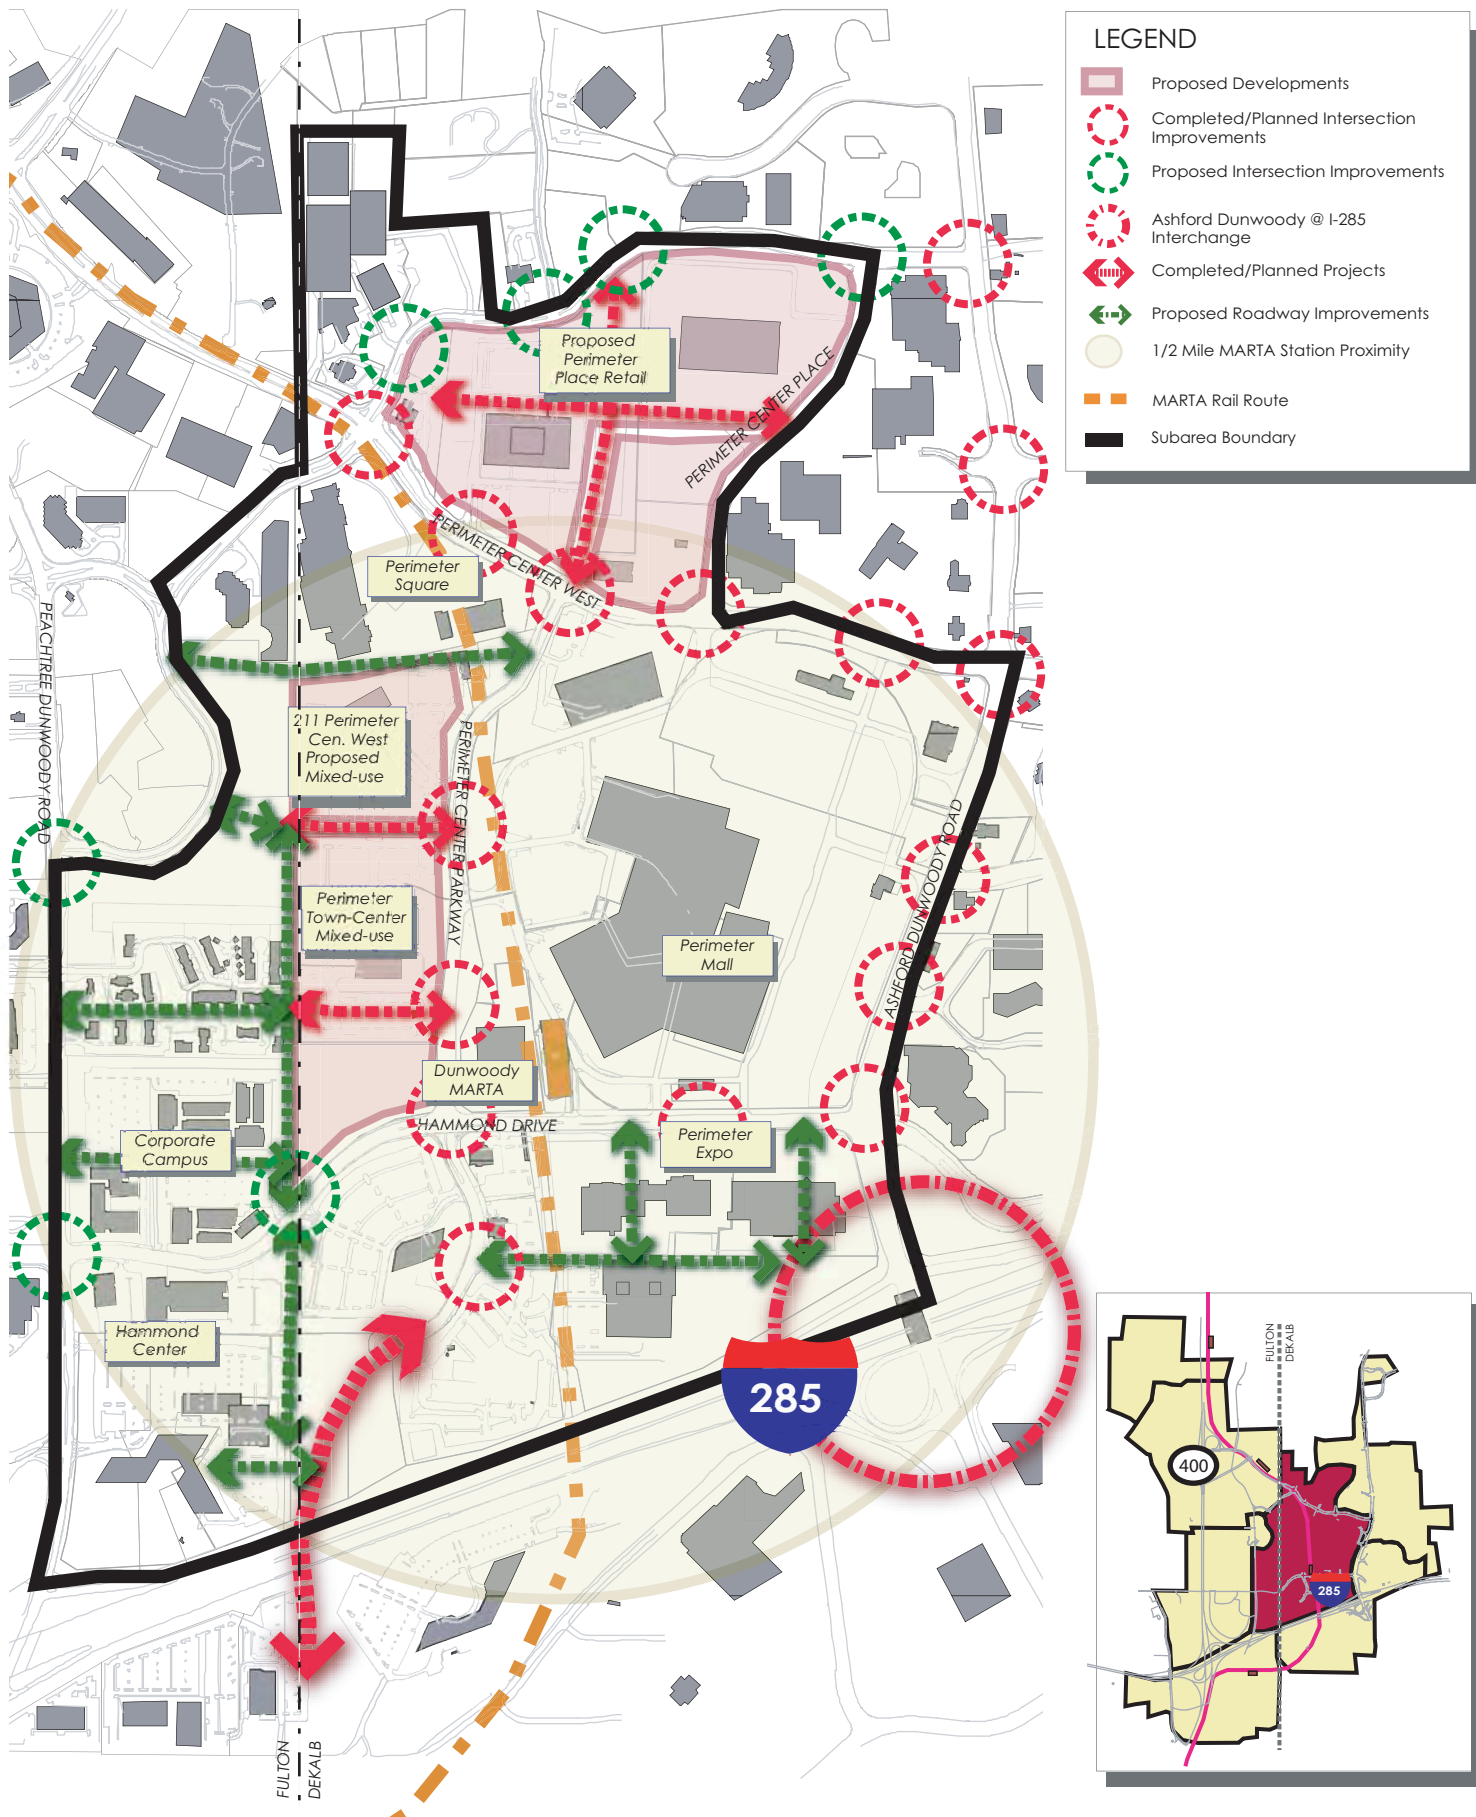 LEGEND
Proposed Developments
Completed/Planned Intersection
Improvements
Proposed Intersection Improvements
Ashford Dunwoody @ I-285
Interchange
Completed/Planned Projects
Proposed Roadway Improvements
1/2 Mile MARTA Station Proximity
MARTA Rail Route
Subarea Boundary
Proposed
Perimeter
Place Retail
PERIMETER CENTER PLACE
PERIMETER CENTER WEST
Perimeter
Square
PEACHTREE DUNWOODY ROAD
211 Perimeter
Cen. West
Proposed
Mixed-use
PERIMETER CENTER PARKWAY
Perimeter
Town-Center
Mixed-use
Perimeter
Mall
ASHFORD DUNWOODY ROAD
Dunwoody
MARTA
HAMMOND DRIVE
Perimeter
Expo
Corporate
Campus
Hammond
Center
285
FULTON
DEKALB
FULTON
DEKALB
400
285